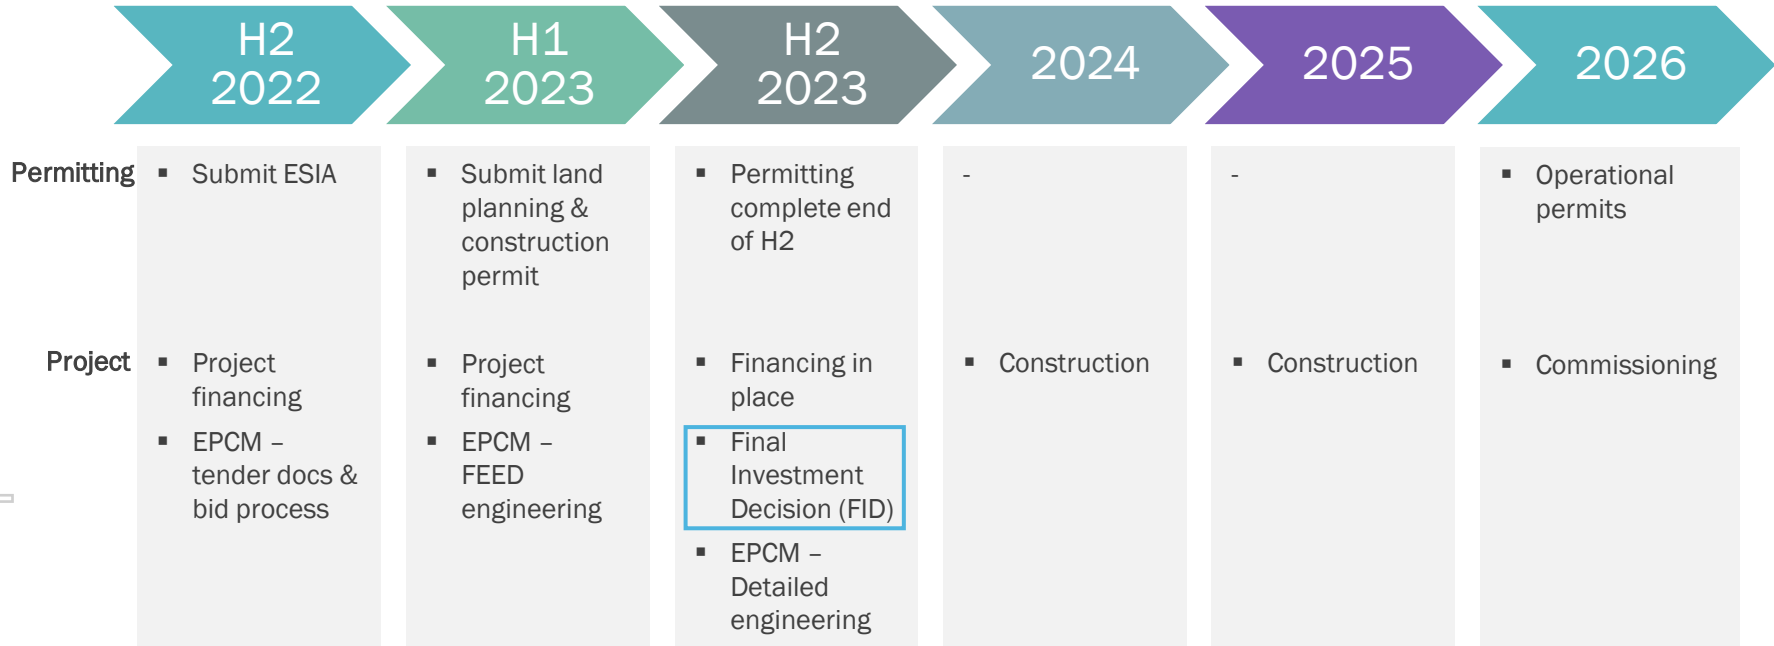 H2
2022
H1
2023
H2
2023
2024
2025
2026
Permitting
▪ Submit ESIA
▪ Submit land
planning &
construction
permit
▪ Permitting
complete end
of H2
-
-
▪ Operational
permits
Project
▪ Project
financing
▪ EPCM –
tender docs &
bid process
▪ Project
financing
▪ EPCM –
FEED
engineering
▪ Financing in
place
▪ Final
Investment
Decision (FID)
▪ EPCM –
Detailed
engineering
▪ Construction
▪ Construction
▪ Commissioning